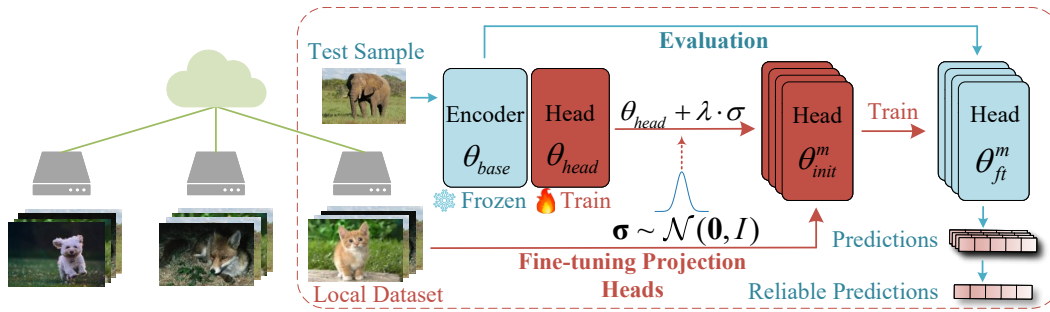 Evaluation
Test Sample
Encoder
θ_base
Head
θ_head
θ_head + λ · σ
Head
θ^m_init
Train
Head
θ^m_ft
Frozen
Train
σ ~ N(0, I)
Fine-tuning Projection
Heads
Local Dataset
Predictions
Reliable Predictions